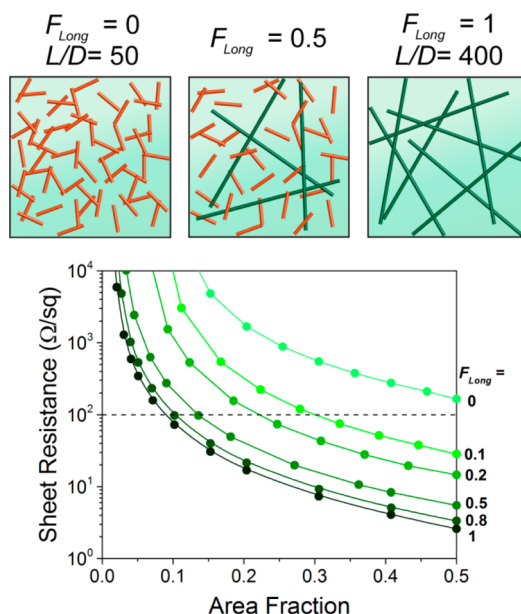 F_Long = 0
L/D= 50
F_Long = 0.5
F_Long = 1
L/D= 400
Sheet Resistance (Ω/sq)
10^4
10^3
10^2
10^1
10^0
F_Long =
0
0.1
0.2
0.5
0.8
1
0.0 0.1 0.2 0.3 0.4 0.5
Area Fraction